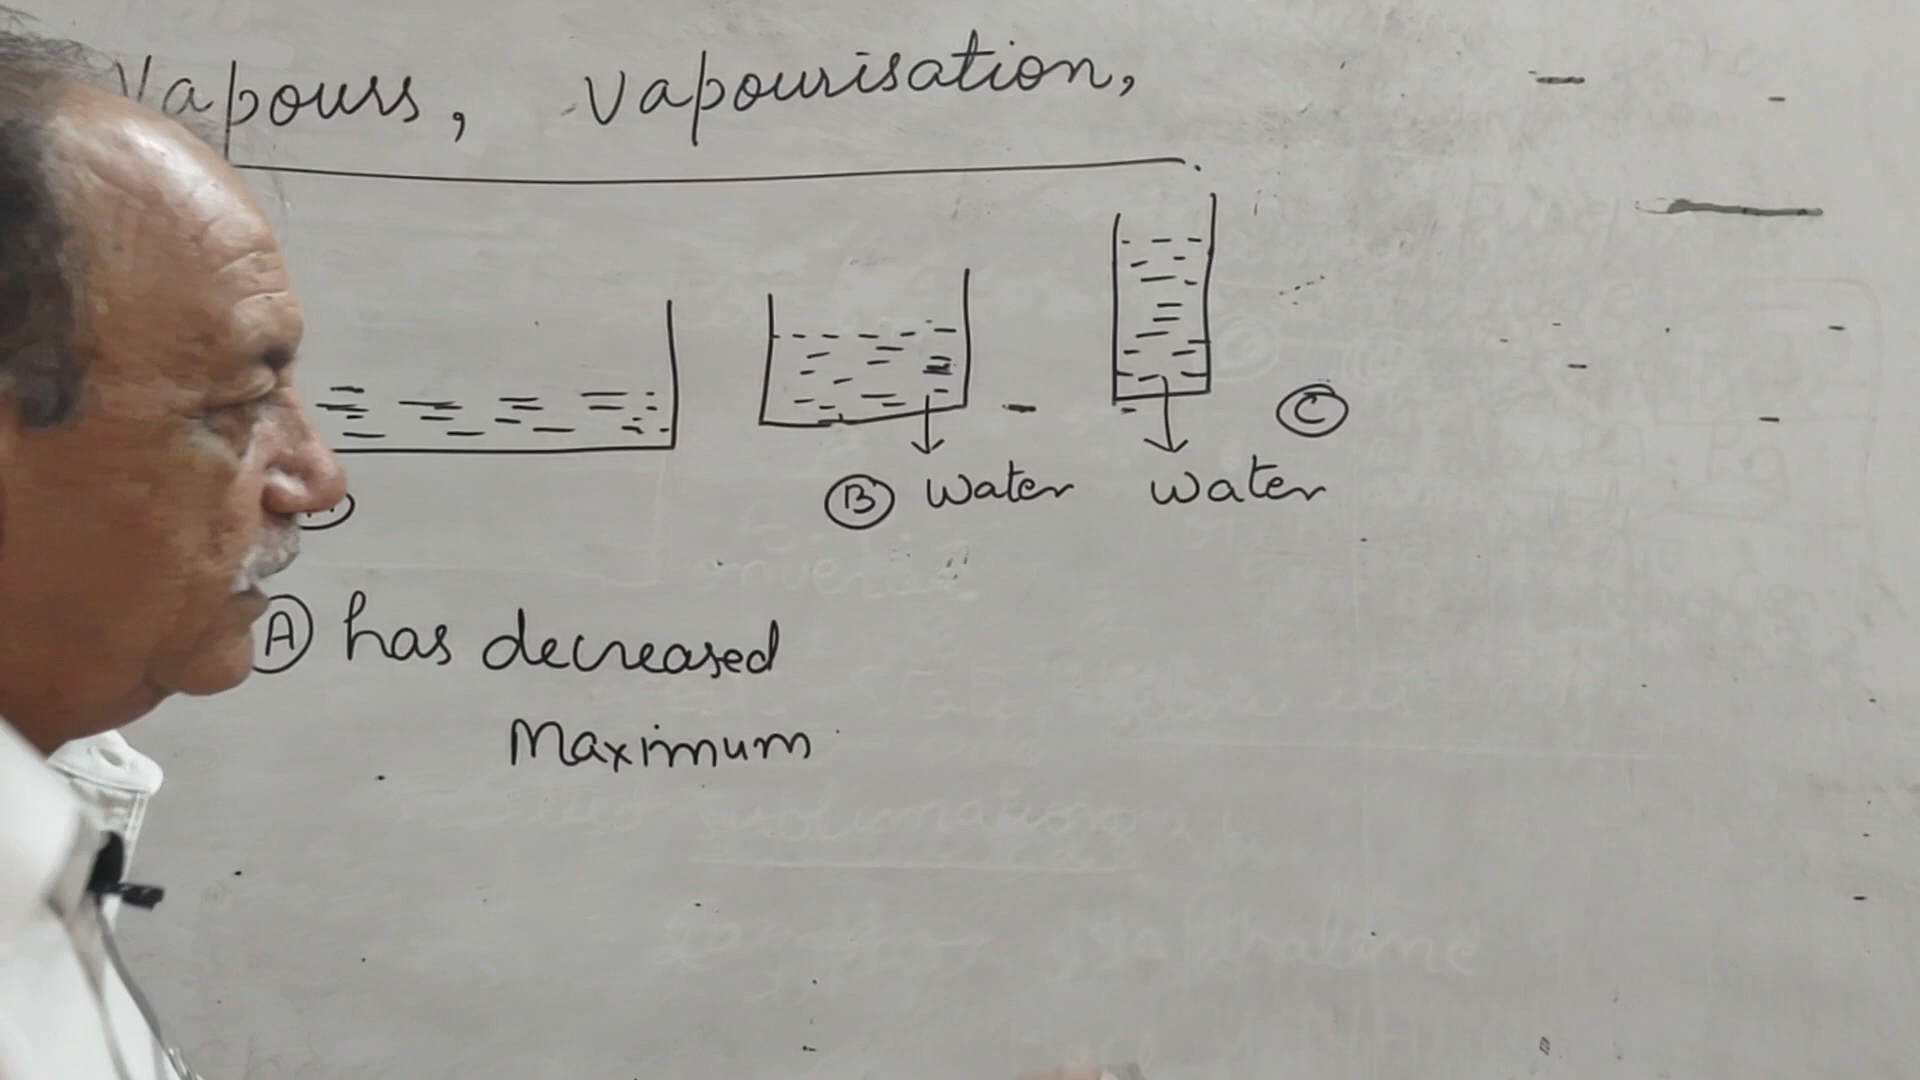 Vapours, vapourisation,
B water water C
A has decreased
Maximum